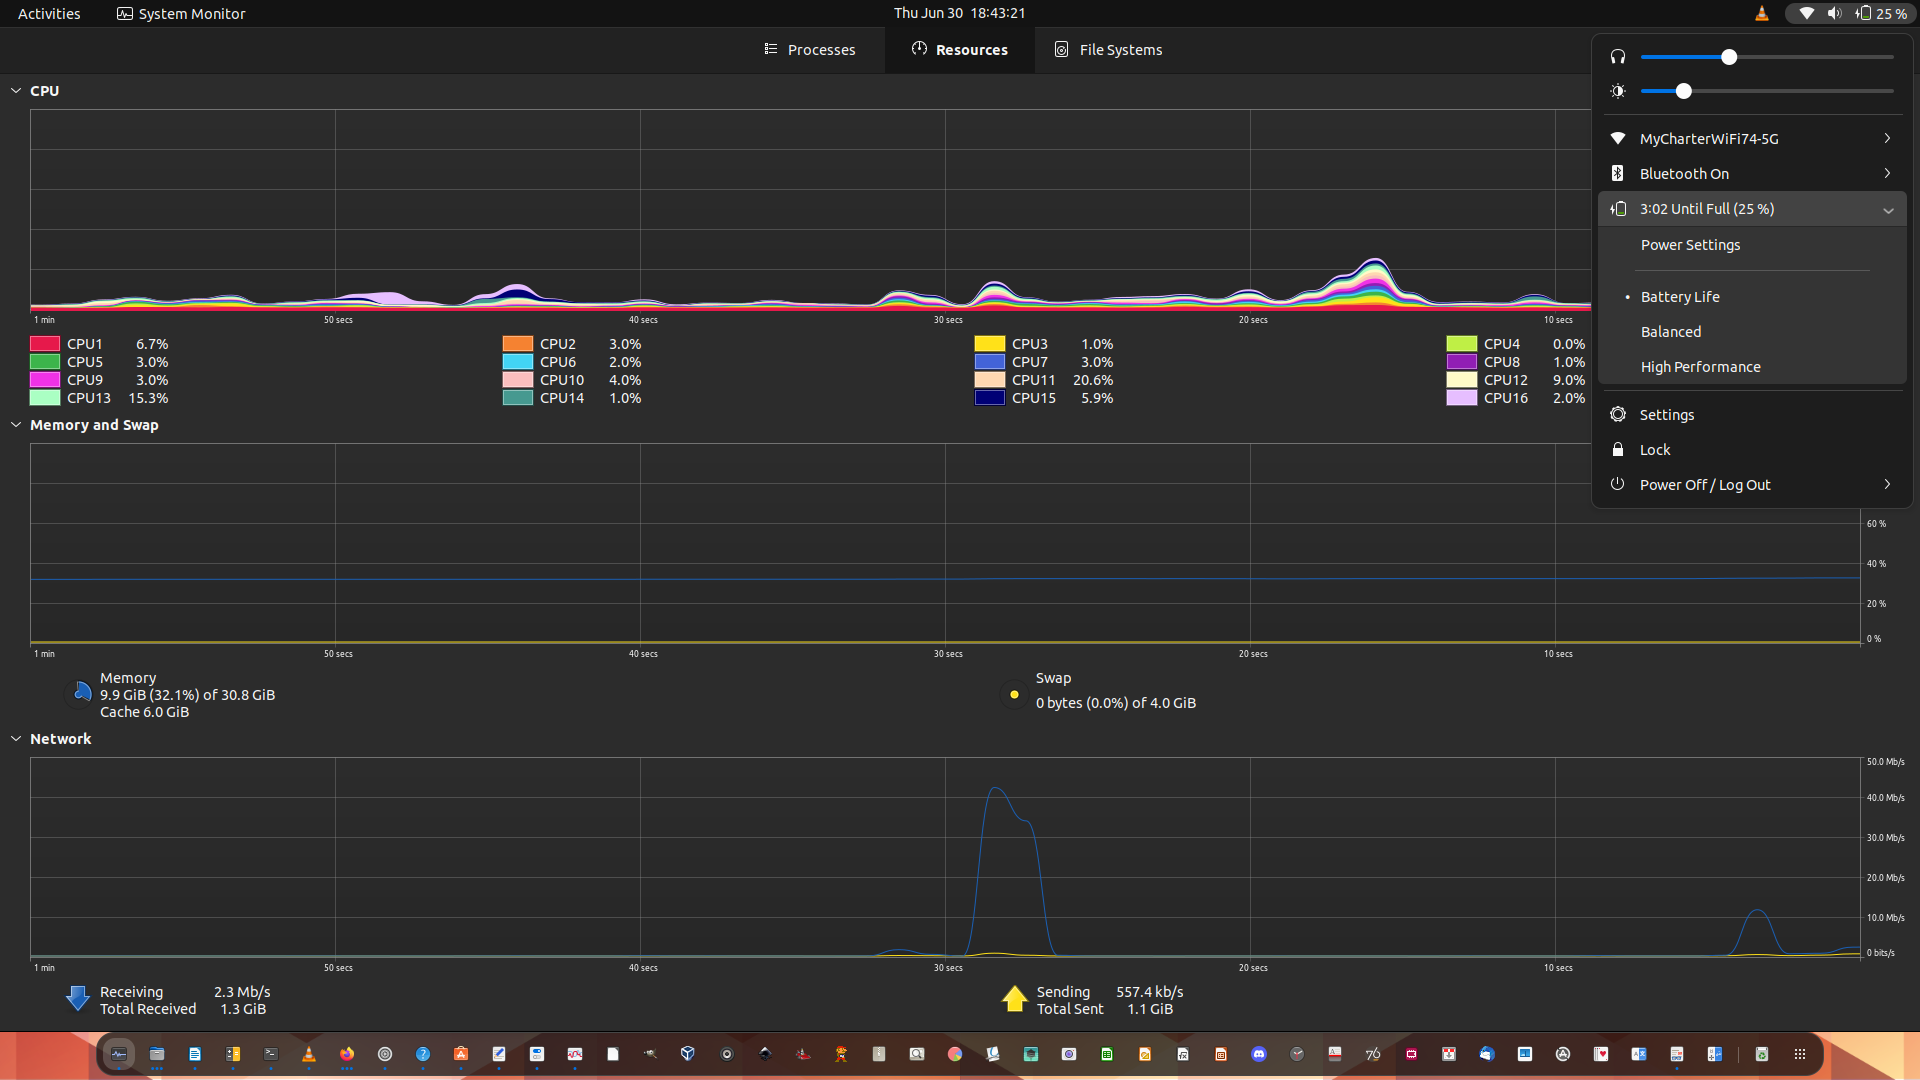 Activities
System Monitor
Thu Jun 30 18:43:21
25 %
Processes
Resources
File Systems
CPU
1 min
50 secs
40 secs
30 secs
20 secs
10 secs
CPU1 6.7%
CPU2 3.0%
CPU3 1.0%
CPU4 0.0%
CPU5 3.0%
CPU6 2.0%
CPU7 3.0%
CPU8 1.0%
CPU9 3.0%
CPU10 4.0%
CPU11 20.6%
CPU12 9.0%
CPU13 15.3%
CPU14 1.0%
CPU15 5.9%
CPU16 2.0%
MyCharterWiFi74-5G
Bluetooth On
3:02 Until Full (25 %)
Power Settings
• Battery Life
Balanced
High Performance
Settings
Lock
Power Off / Log Out
Memory and Swap
60 %
40 %
20 %
0 %
1 min
50 secs
40 secs
30 secs
20 secs
10 secs
Memory
9.9 GiB (32.1%) of 30.8 GiB
Cache 6.0 GiB
Swap
0 bytes (0.0%) of 4.0 GiB
Network
50.0 Mb/s
40.0 Mb/s
30.0 Mb/s
20.0 Mb/s
10.0 Mb/s
0 bits/s
1 min
50 secs
40 secs
30 secs
20 secs
10 secs
Receiving 2.3 Mb/s
Total Received 1.3 GiB
Sending 557.4 kb/s
Total Sent 1.1 GiB
76